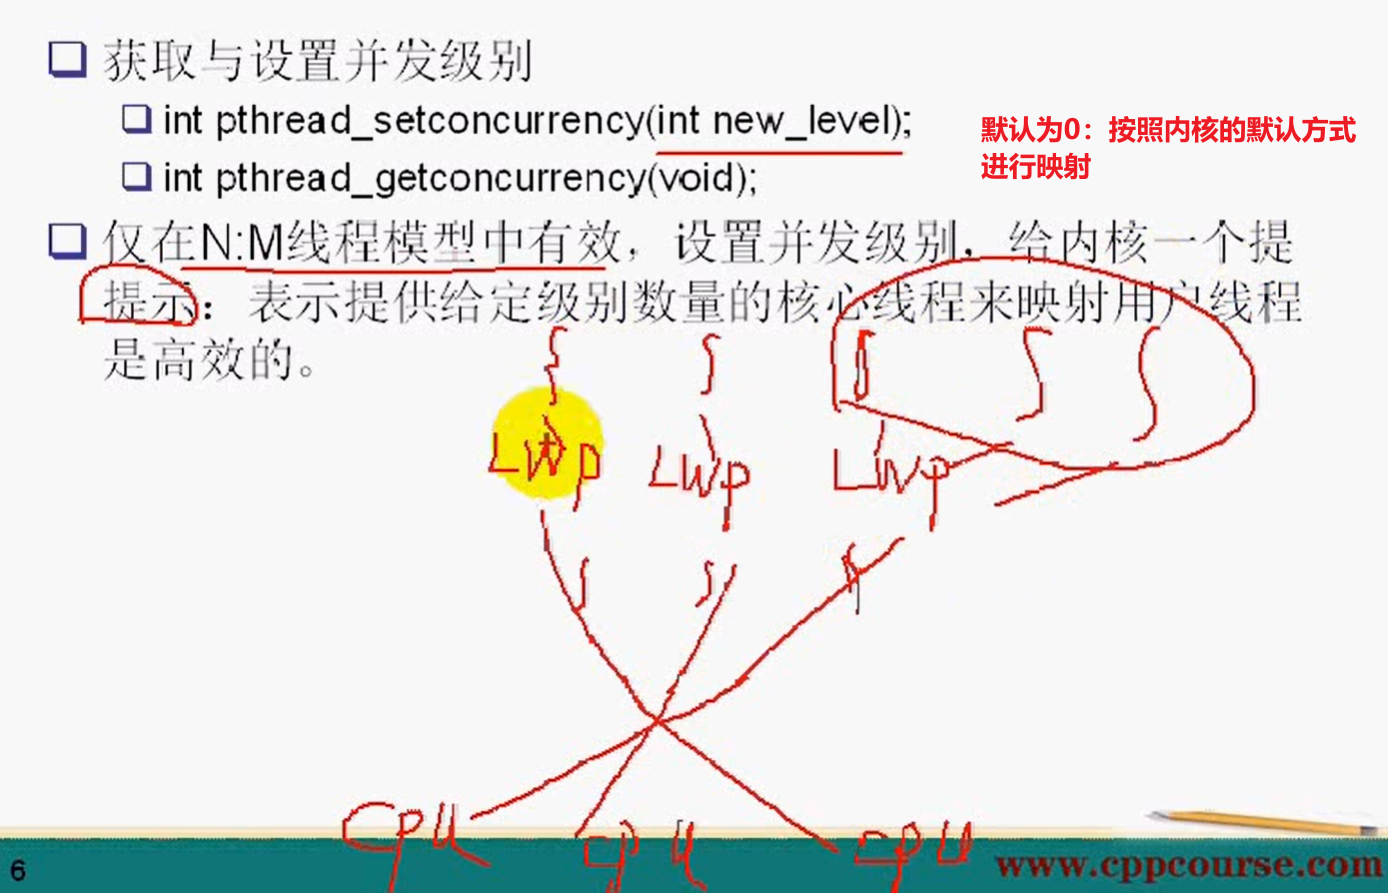 获取与设置并发级别
int pthread_setconcurrency(int new_level);
默认为0：按照内核的默认方式
进行映射
int pthread_getconcurrency(void);
仅在N:M线程模型中有效，设置并发级别，给内核一个提
提示：表示提供给定级别数量的核心线程来映射用户线程
是高效的。
LWP LWP LWP
CPU CPU CPU
6
www.cppcourse.com